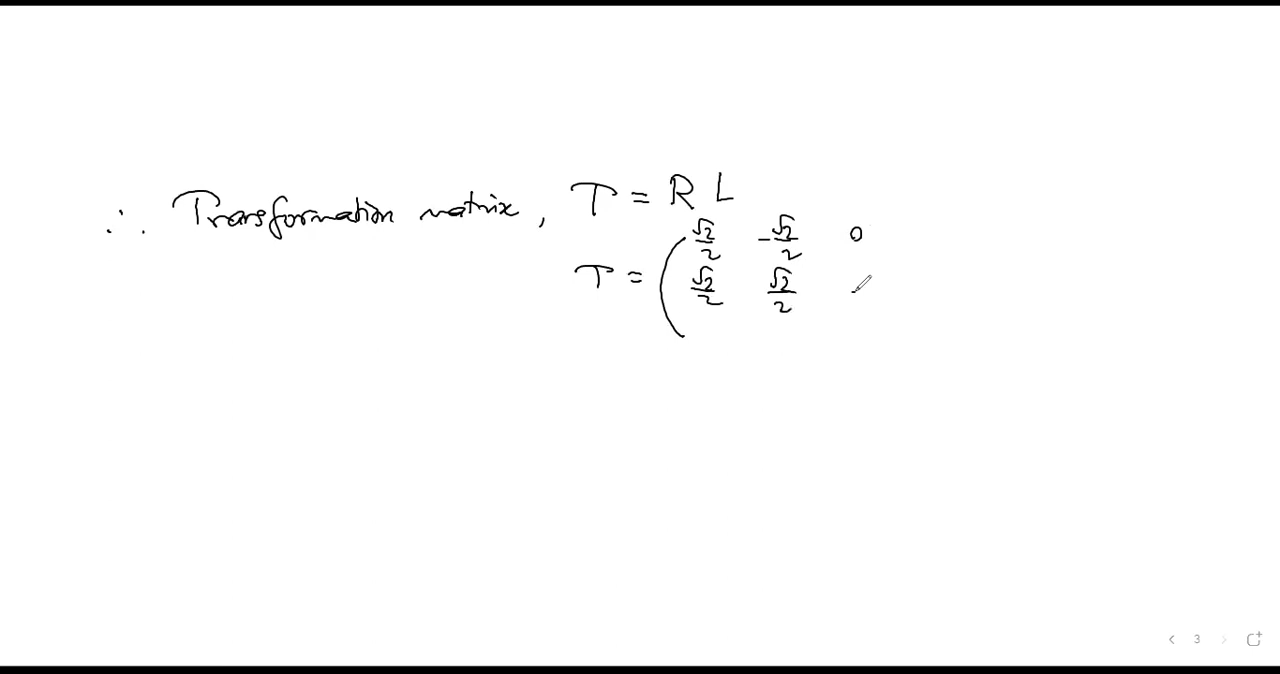 ∴ Transformation matrix, T = R L
T = ( √2/2 -√2/2 0
√2/2 √2/2
3